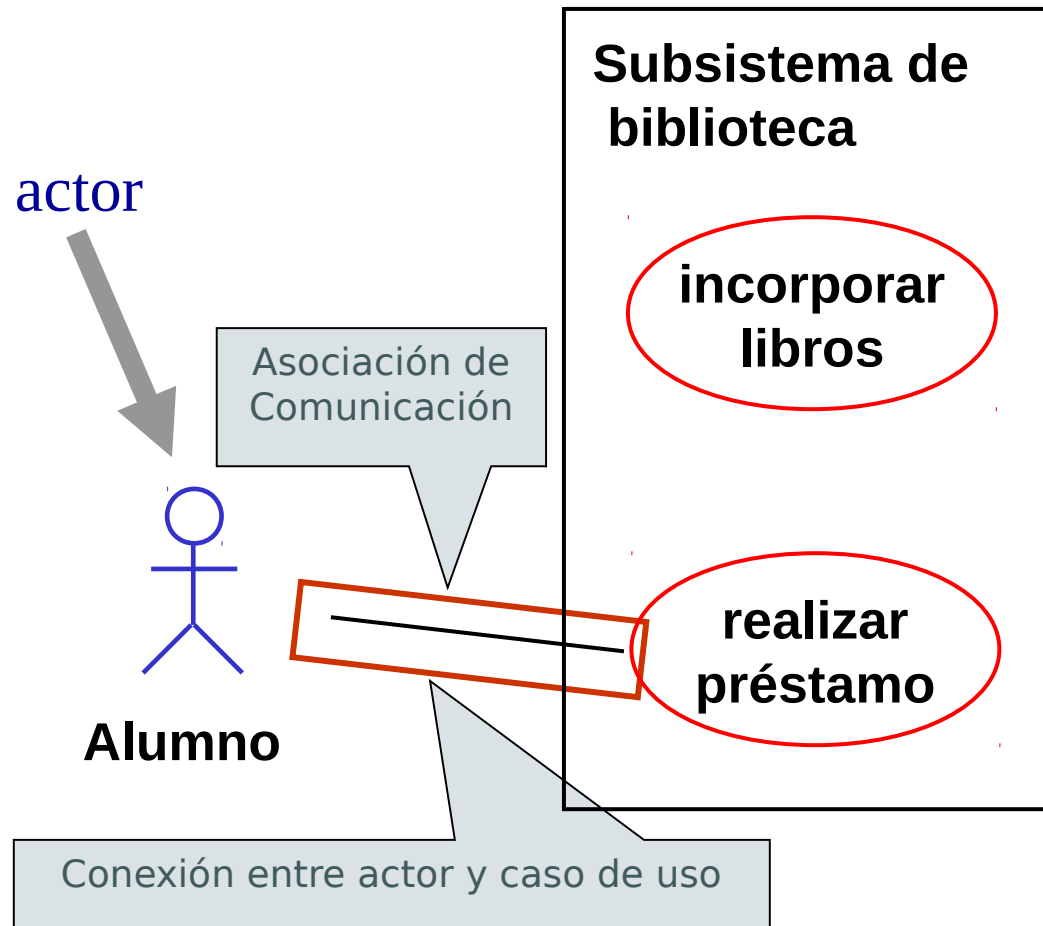 Subsistema de
biblioteca
actor
incorporar
libros
Asociación de
Comunicación
realizar
préstamo
Alumno
Conexión entre actor y caso de uso